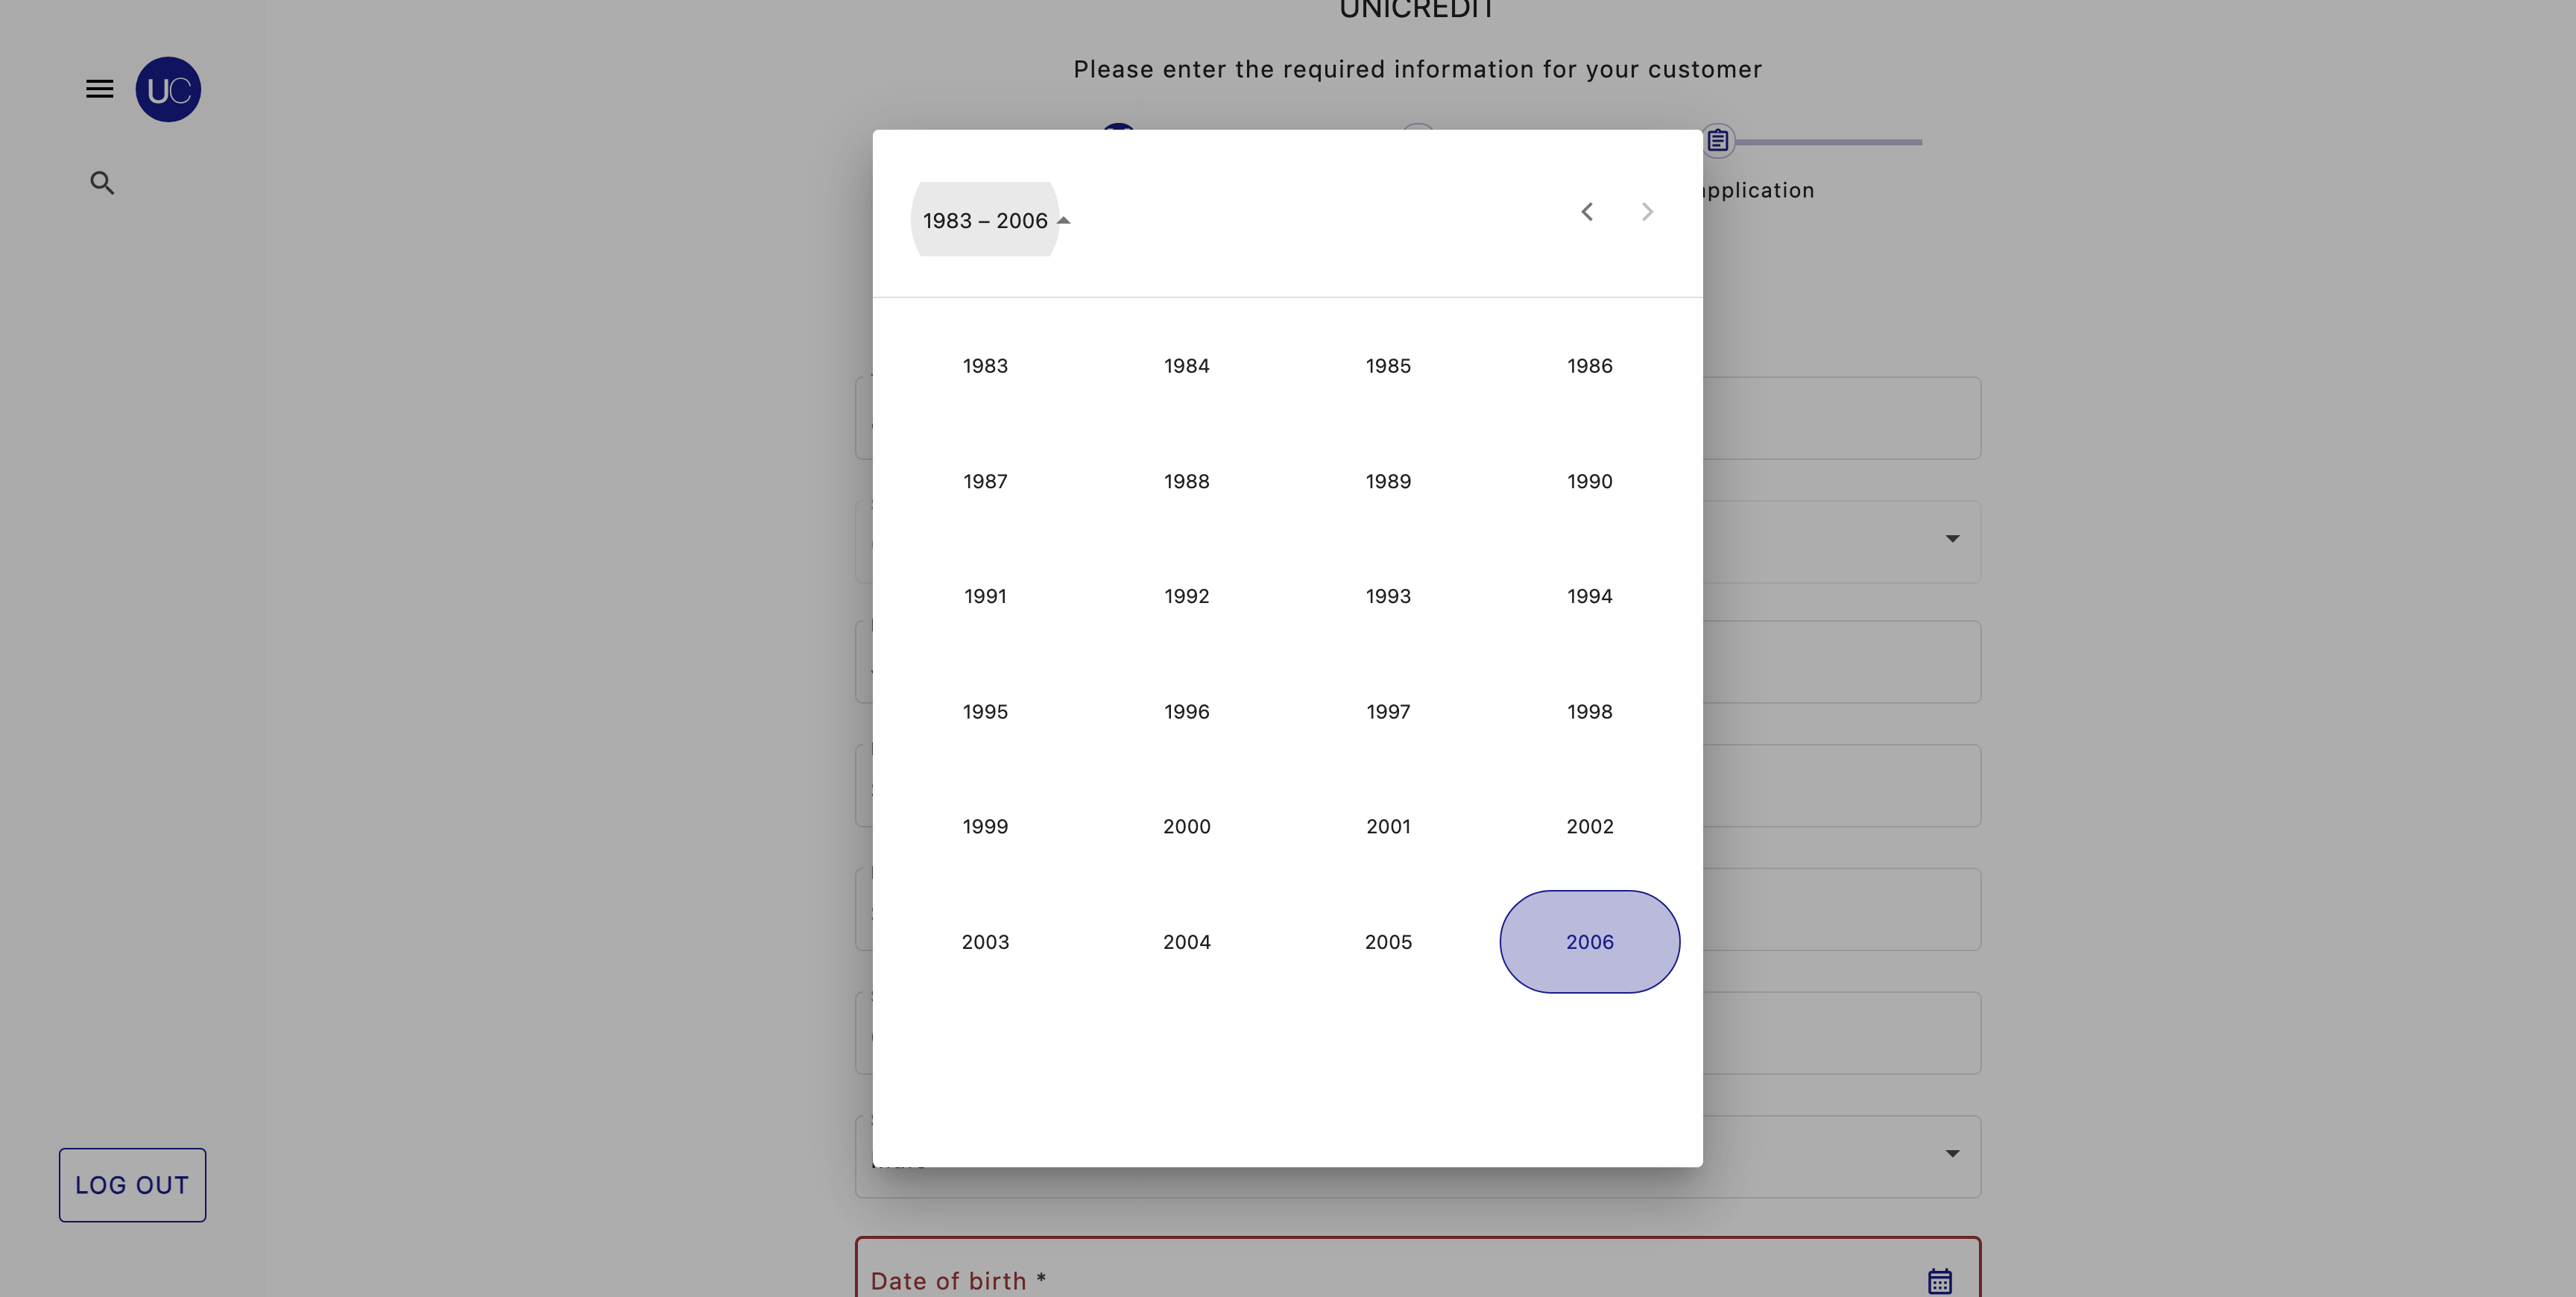 UNICREDIT
Please enter the required information for your customer
UC
application
1983 – 2006
1983 1984 1985 1986
1987 1988 1989 1990
1991 1992 1993 1994
1995 1996 1997 1998
1999 2000 2001 2002
2003 2004 2005 2006
LOG OUT
Date of birth *